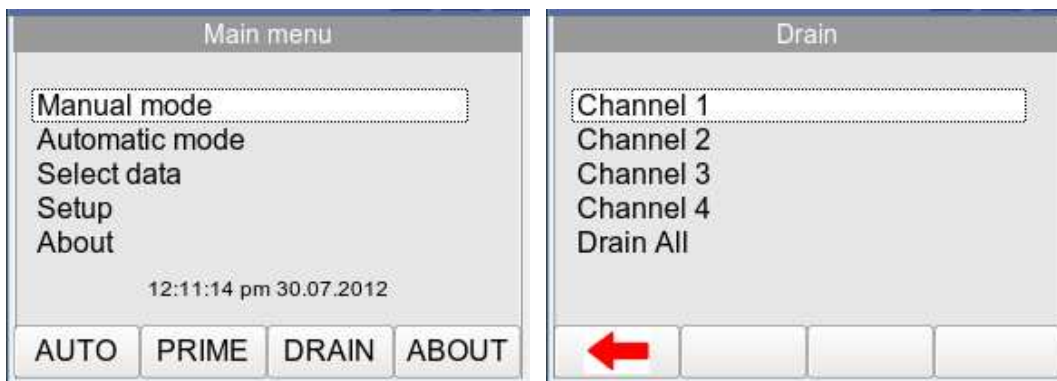 Main menu
Manual mode
Automatic mode
Select data
Setup
About
12:11:14 pm 30.07.2012
AUTO PRIME DRAIN ABOUT
Drain
Channel 1
Channel 2
Channel 3
Channel 4
Drain All